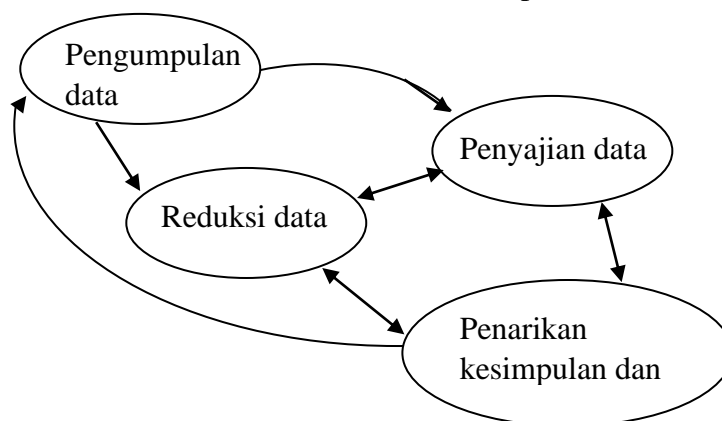 Pengumpulan
data
Penyajian data
Reduksi data
Penarikan
kesimpulan dan